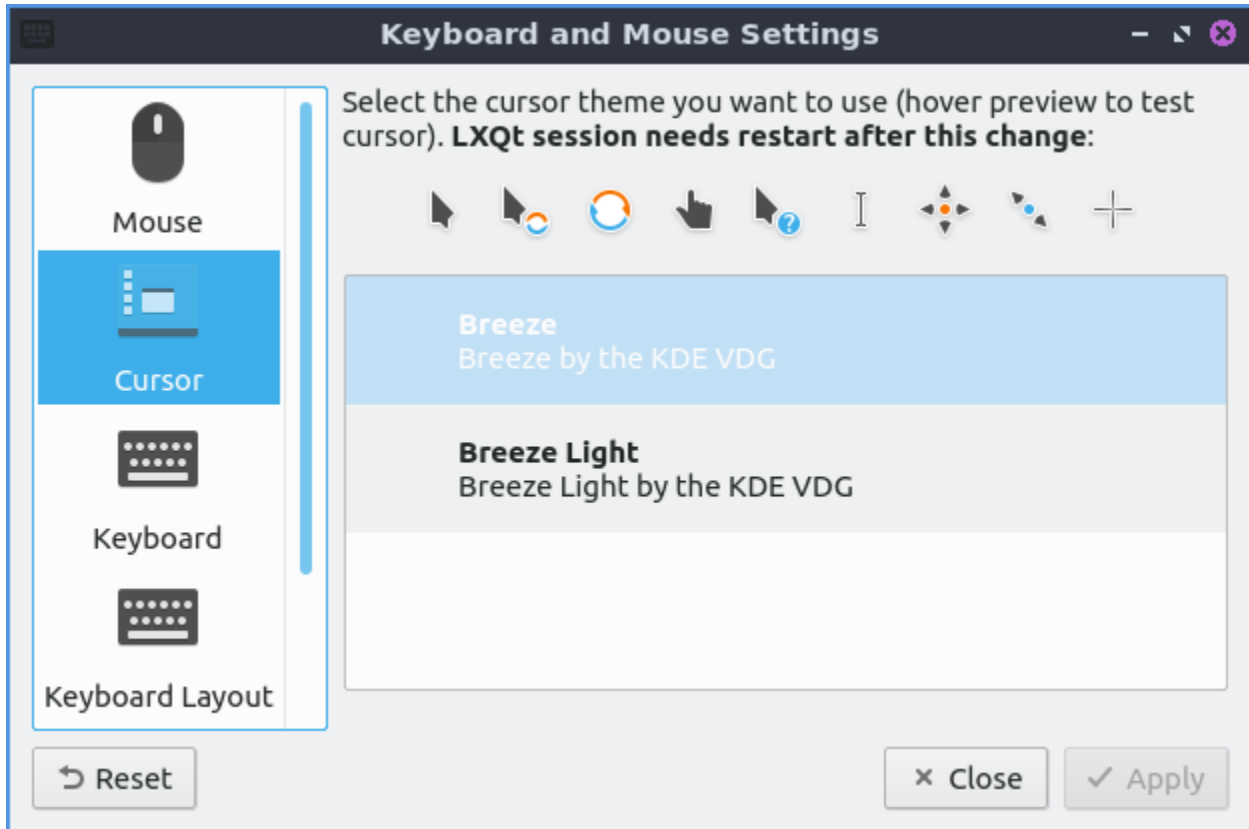 Keyboard and Mouse Settings
Mouse
Cursor
Keyboard
Keyboard Layout
Select the cursor theme you want to use (hover preview to test
cursor). LXQt session needs restart after this change:
Breeze
Breeze by the KDE VDG
Breeze Light
Breeze Light by the KDE VDG
Reset
Close
Apply